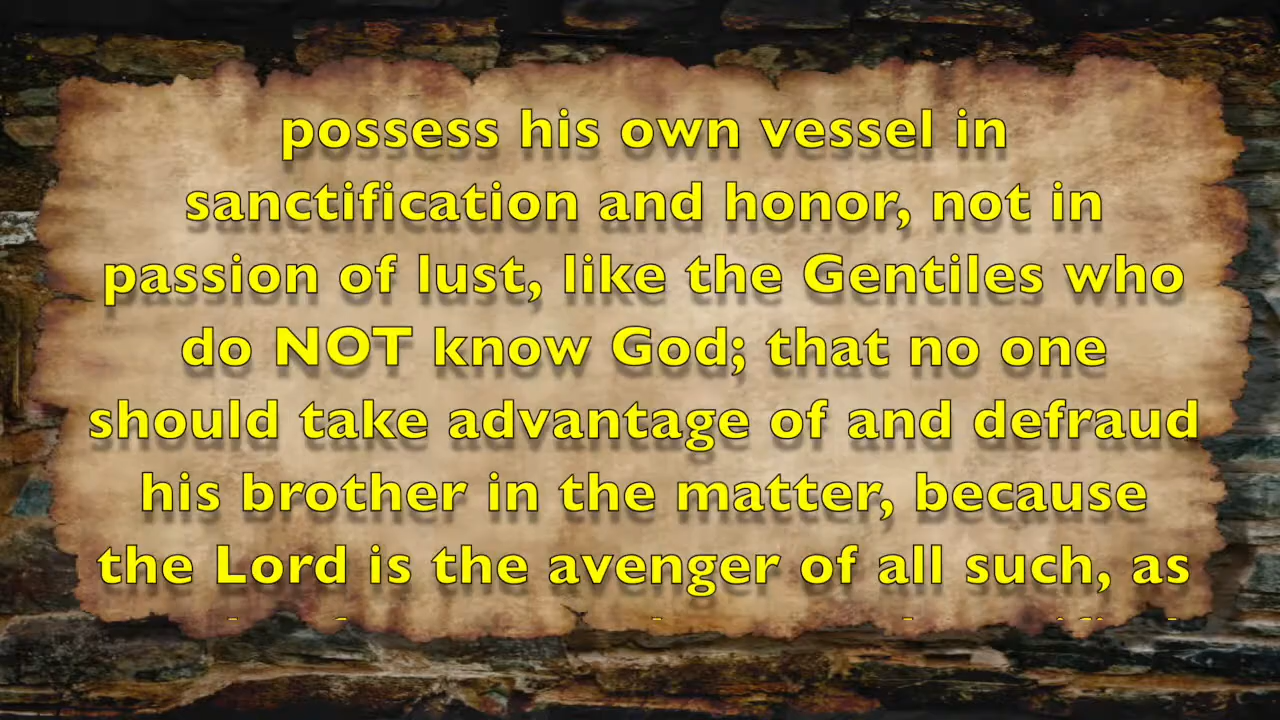 possess his own vessel in
sanctification and honor, not in
passion of lust, like the Gentiles who
do NOT know God; that no one
should take advantage of and defraud
his brother in the matter, because
the Lord is the avenger of all such, as